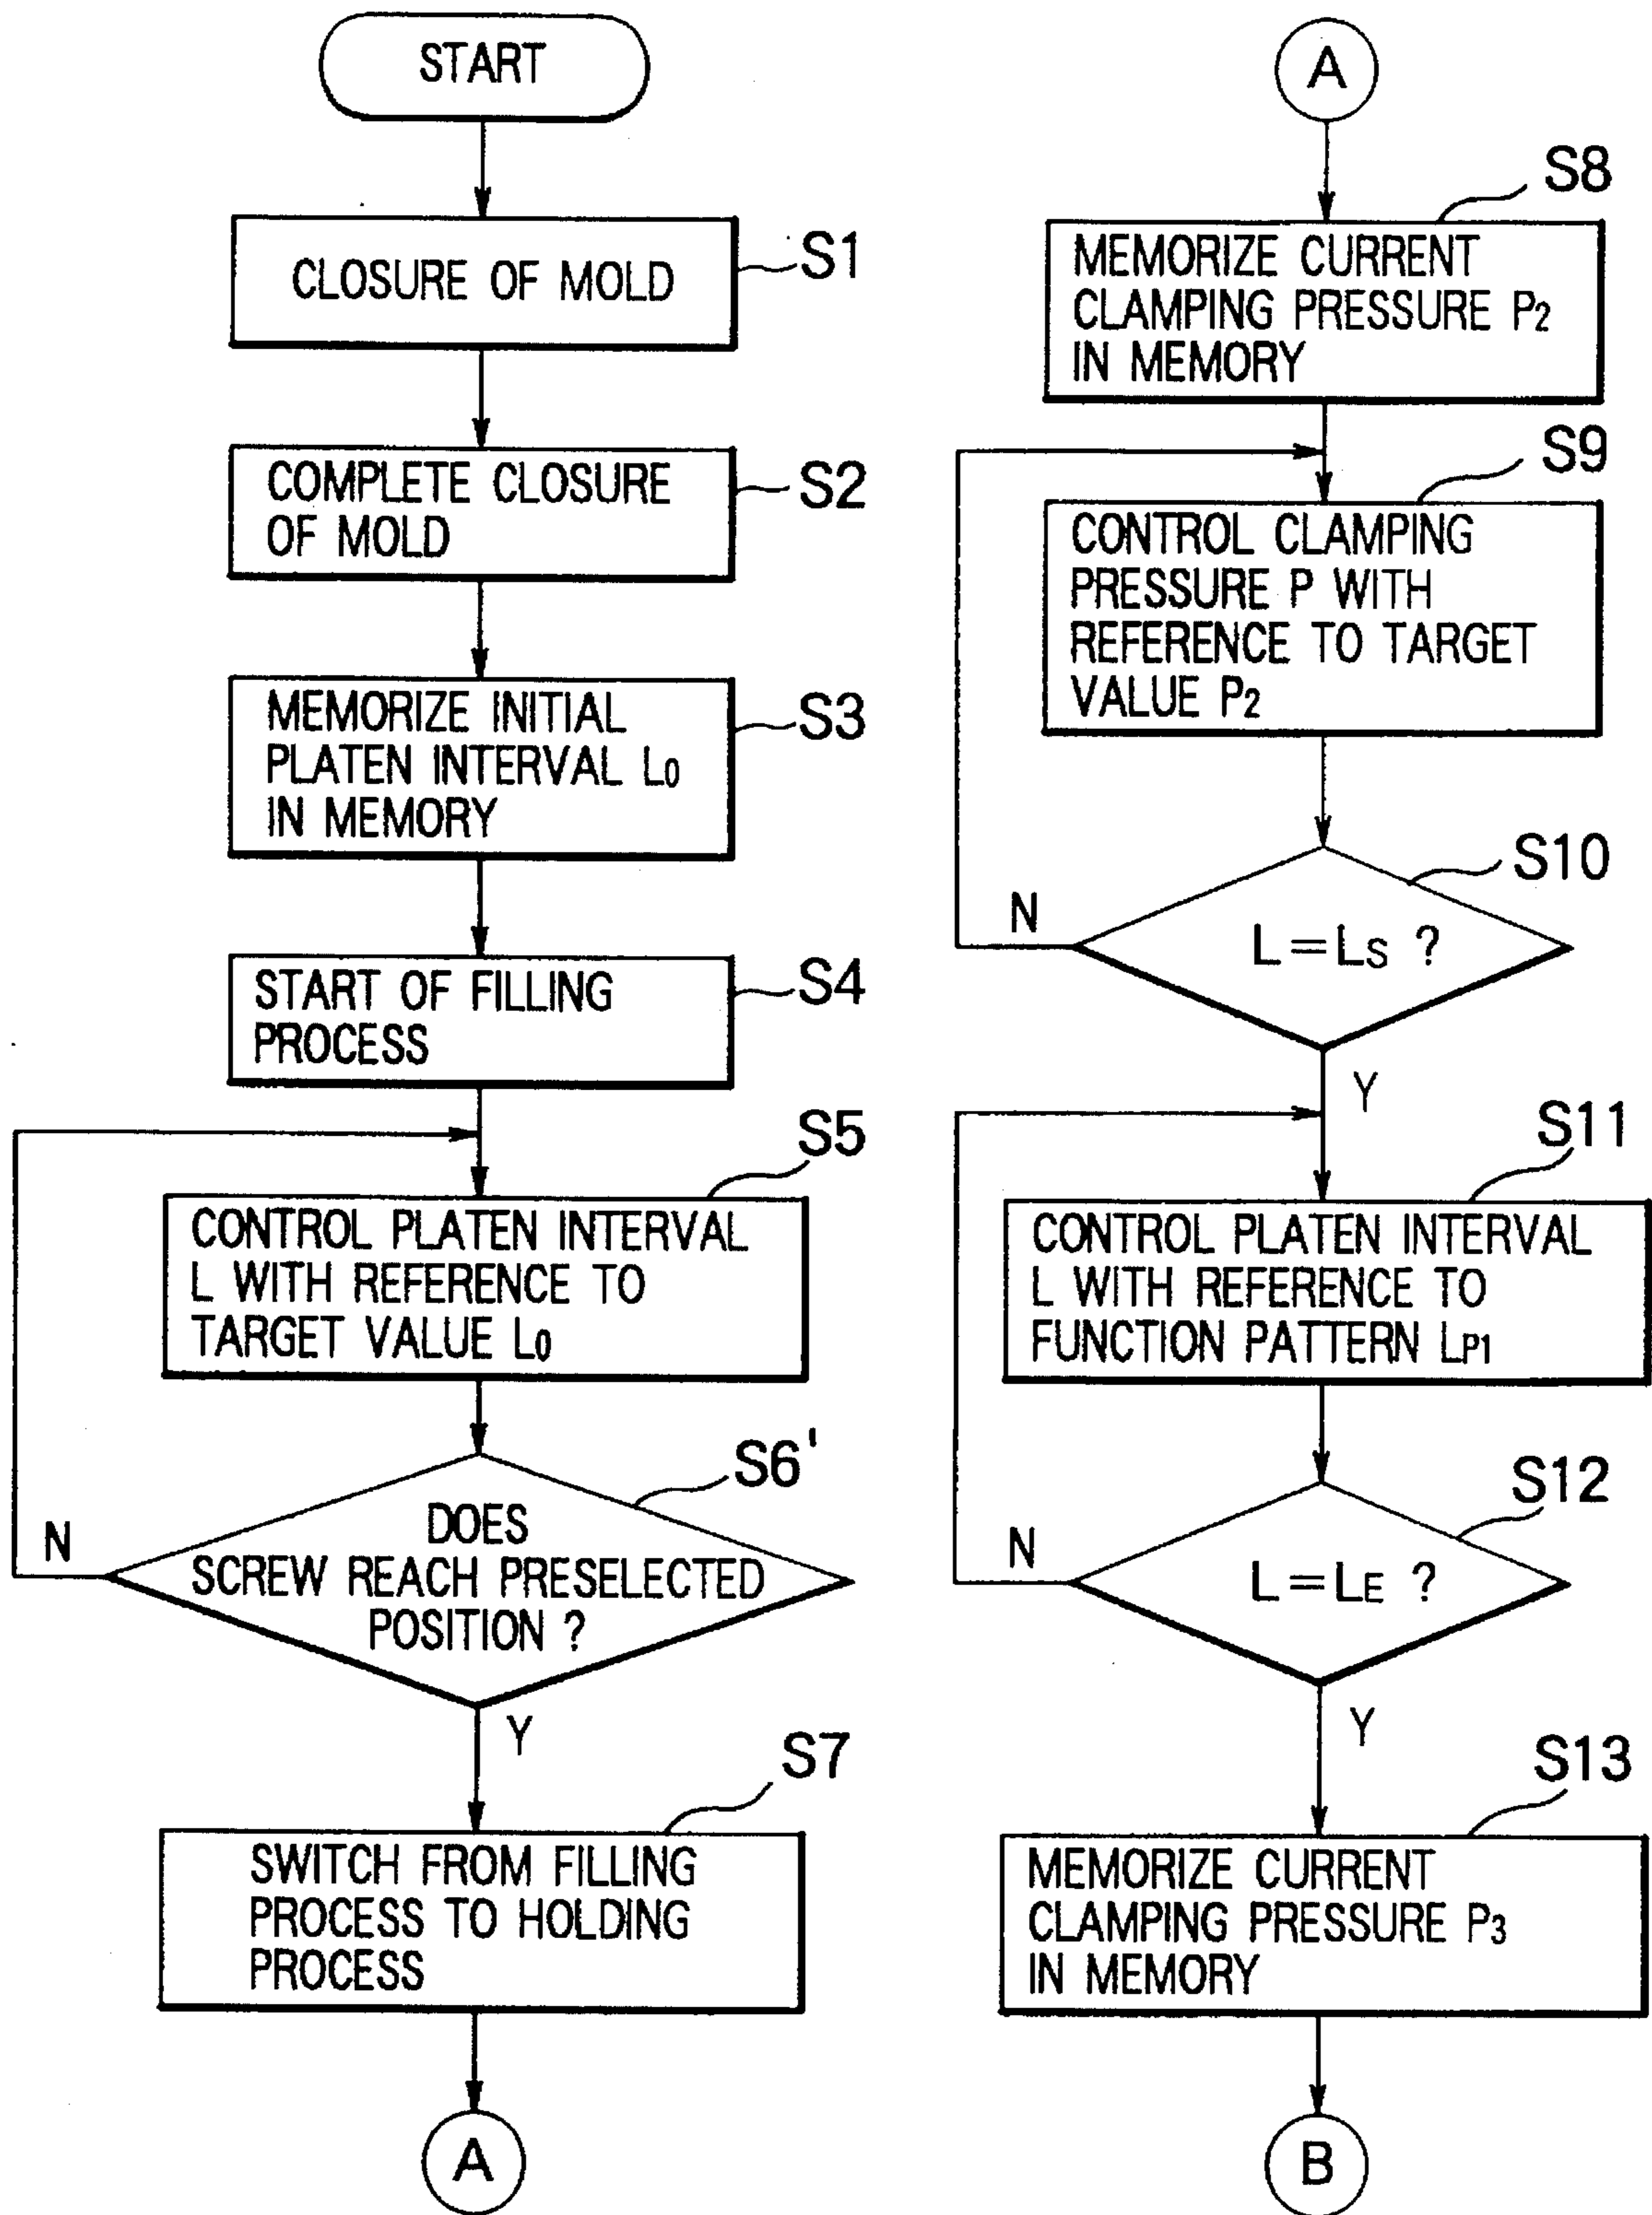 START
CLOSURE OF MOLD
S1
COMPLETE CLOSURE
OF MOLD
S2
MEMORIZE INITIAL
PLATEN INTERVAL L0
IN MEMORY
S3
START OF FILLING
PROCESS
S4
S5
CONTROL PLATEN INTERVAL
L WITH REFERENCE TO
TARGET VALUE L0
S6'
DOES
SCREW REACH PRESELECTED
POSITION ?
N
Y
S7
SWITCH FROM FILLING
PROCESS TO HOLDING
PROCESS
A
A
S8
MEMORIZE CURRENT
CLAMPING PRESSURE P2
IN MEMORY
S9
CONTROL CLAMPING
PRESSURE P WITH
REFERENCE TO TARGET
VALUE P2
S10
N
L=LS ?
Y
S11
CONTROL PLATEN INTERVAL
L WITH REFERENCE TO
FUNCTION PATTERN LP1
S12
N
L=LE ?
Y
S13
MEMORIZE CURRENT
CLAMPING PRESSURE P3
IN MEMORY
B